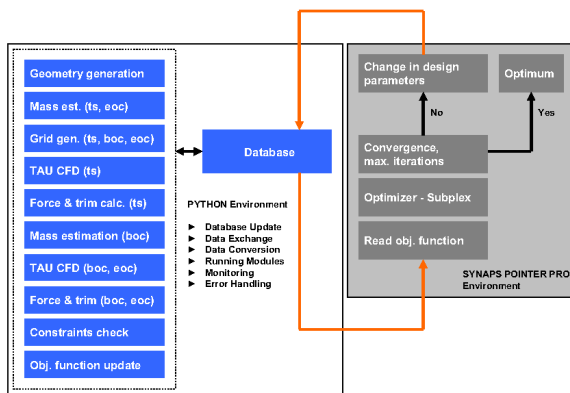 Geometry generation
Mass est. (ts, eoc)
Grid gen. (ts, boc, eoc)
TAU CFD (ts)
Force & trim calc. (ts)
Mass estimation (boc)
TAU CFD (boc, eoc)
Force & trim (boc, eoc)
Constraints check
Obj. function update
Database
PYTHON Environment
► Database Update
► Data Exchange
► Data Conversion
► Running Modules
► Monitoring
► Error Handling
Change in design
parameters
Optimum
No
Yes
Convergence,
max. iterations
Optimizer - Subplex
Read obj. function
SYNAPS POINTER PRO
Environment